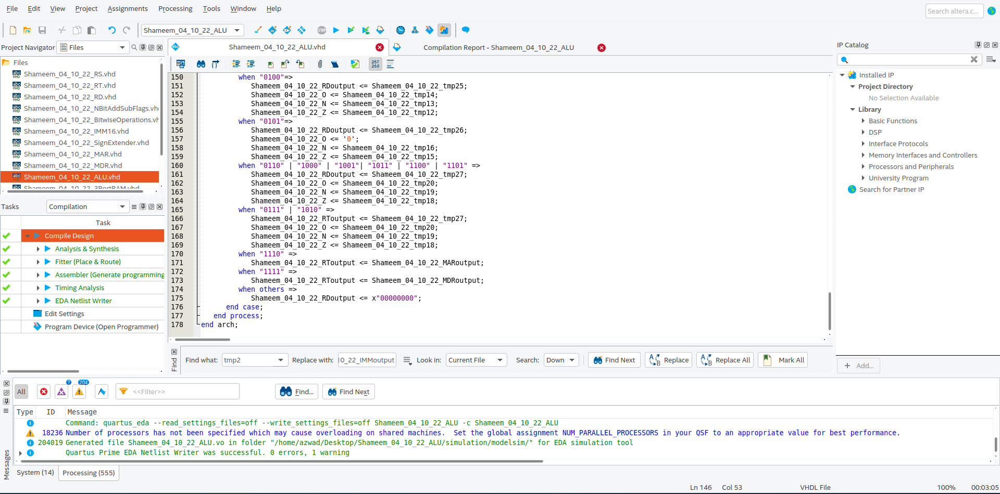 File Edit View Project Assignments Processing Tools Window Help
Search altera.c...
Shameem_04_10_22_ALU
Project Navigator Files
Files
Shameem_04_10_22_RS.vhd
Shameem_04_10_22_RT.vhd
Shameem_04_10_22_RD.vhd
Shameem_04_10_22_NBitAddSubFlags.vh
Shameem_04_10_22_BitwiseOperations.vh
Shameem_04_10_22_IMM16.vhd
Shameem_04_10_22_SignExtender.vhd
Shameem_04_10_22_MAR.vhd
Shameem_04_10_22_MDR.vhd
Shameem_04_10_22_ALU.vhd
Shameem_04_10_22_3PortRAM.vhd
Tasks Compilation
Task
Compile Design
Analysis & Synthesis
Fitter (Place & Route)
Assembler (Generate programming
Timing Analysis
EDA Netlist Writer
Edit Settings
Program Device (Open Programmer)
Shameem_04_10_22_ALU.vhd
Compilation Report - Shameem_04_10_22_ALU
267
268
150 when "0100"=>
151 Shameem_04_10_22_RDoutput <= Shameem_04_10_22_tmp25;
152 Shameem_04_10_22_O <= Shameem_04_10_22_tmp14;
153 Shameem_04_10_22_N <= Shameem_04_10_22_tmp13;
154 Shameem_04_10_22_Z <= Shameem_04_10_22_tmp12;
155 when "0101"=>
156 Shameem_04_10_22_RDoutput <= Shameem_04_10_22_tmp26;
157 Shameem_04_10_22_O <= '0';
158 Shameem_04_10_22_N <= Shameem_04_10_22_tmp16;
159 Shameem_04_10_22_Z <= Shameem_04_10_22_tmp15;
160 when "0110" | "1000" | "1001"| "1011" | "1100" | "1101" =>
161 Shameem_04_10_22_RDoutput <= Shameem_04_10_22_tmp27;
162 Shameem_04_10_22_O <= Shameem_04_10_22_tmp20;
163 Shameem_04_10_22_N <= Shameem_04_10_22_tmp19;
164 Shameem_04_10_22_Z <= Shameem_04_10_22_tmp18;
165 when "0111" | "1010" =>
166 Shameem_04_10_22_RToutput <= Shameem_04_10_22_tmp27;
167 Shameem_04_10_22_O <= Shameem_04_10_22_tmp20;
168 Shameem_04_10_22_N <= Shameem_04_10_22_tmp19;
169 Shameem_04_10_22_Z <= Shameem_04_10_22_tmp18;
170 when "1110" =>
171 Shameem_04_10_22_RToutput <= Shameem_04_10_22_MARoutput;
172 when "1111" =>
173 Shameem_04_10_22_RToutput <= Shameem_04_10_22_MDRoutput;
174 when others =>
175 Shameem_04_10_22_RDoutput <= x"00000000";
176 end case;
177 end process;
178 end arch;
Find
Find what: tmp2 Replace with: 10_22_IMMoutput Look in: Current File Search: Down Find Next Replace Replace All Mark All
IP Catalog
Installed IP
Project Directory
No Selection Available
Library
Basic Functions
DSP
Interface Protocols
Memory Interfaces and Controllers
Processors and Peripherals
University Program
Search for Partner IP
+ Add...
All 7 204 <<Filter>> Find... Find Next
Type ID Message
Command: quartus_eda --read_settings_files=off --write_settings_files=off Shameem_04_10_22_ALU -c Shameem_04_10_22_ALU
18236 Number of processors has not been specified which may cause overloading on shared machines.  Set the global assignment NUM_PARALLEL_PROCESSORS in your QSF to an appropriate value for best performance.
204019 Generated file Shameem_04_10_22_ALU.vo in folder "/home/azwad/Desktop/Shameem_04_10_22_ALU/simulation/modelsim/" for EDA simulation tool
Quartus Prime EDA Netlist Writer was successful. 0 errors, 1 warning
Messages
System (14) Processing (555)
Ln 146 Col 53 VHDL File 100% 00:03:05